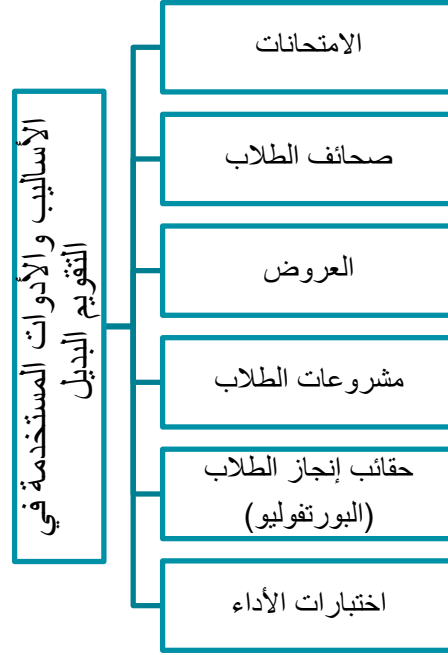 الأساليب والأدوات المستخدمة في
التقويم البديل
الامتحانات
صحائف الطلاب
العروض
مشروعات الطلاب
حقائب إنجاز الطلاب
(البورتفوليو)
اختبارات الأداء